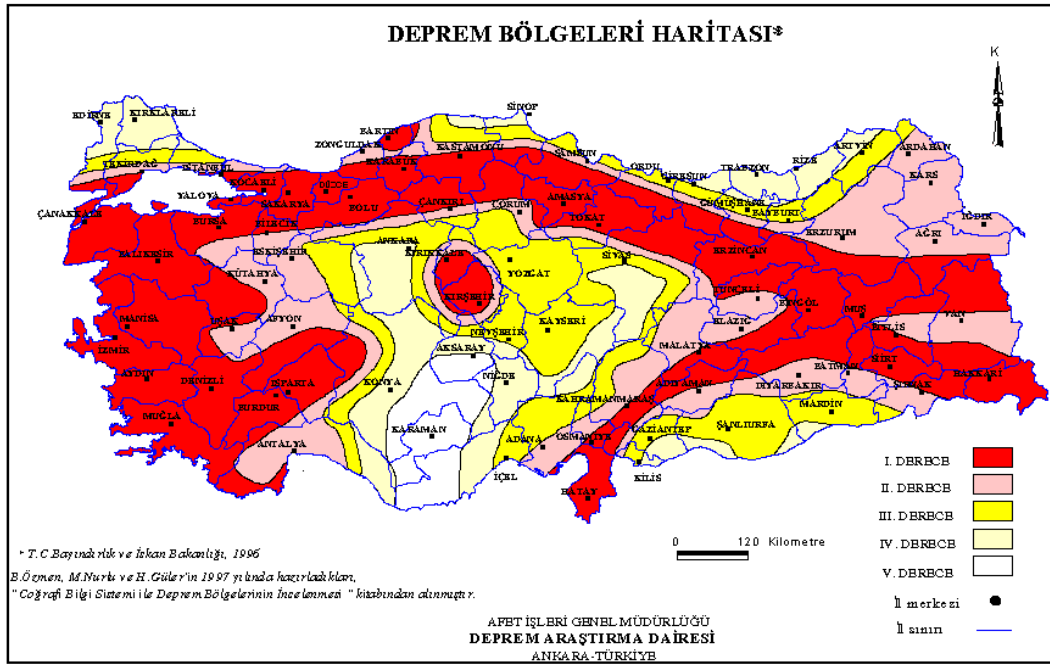 DEPREM BÖLGELERİ HARİTASI*
K
SİNOP
EDİRNE
KIRKLARELİ
BARTIN
ZONGULDAK
KASTAMONU
KARABÜK
SAMSUN
ARTVİN
ARDAHAN
TEKİRDAĞ
İSTANBUL
KOCAELİ
ORDU
GİRESUN
TRABZON
RİZE
KARS
YALOVA
SAKARYA
DÜZCE
BOLU
ÇANKIRI
ÇORUM
AMASYA
TOKAT
GÜMÜŞHANE
BAYBURT
IĞDIR
ÇANAKKALE
BURSA
BİLECİK
ERZURUM
AĞRI
ANKARA
ESKİŞEHİR
KIRIKKALE
YOZGAT
SİVAS
ERZİNCAN
BALIKESİR
KÜTAHYA
KIRŞEHİR
TUNCELİ
BİNGÖL
MUŞ
MANİSA
UŞAK
AFYON
NEVŞEHİR
KAYSERİ
ELAZIĞ
BİTLİS
VAN
İZMİR
AKSARAY
MALATYA
AYDIN
DENİZLİ
ISPARTA
KONYA
NİĞDE
ADIYAMAN
DİYARBAKIR
BATMAN
SİİRT
HAKKARİ
BURDUR
KAHRAMANMARAŞ
ŞIRNAK
MUĞLA
KARAMAN
MARDİN
ANTALYA
ADANA
OSMANİYE
GAZİANTEP
ŞANLIURFA
İÇEL
KİLİS
HATAY
I. DERECE
II. DERECE
III. DERECE
IV. DERECE
V. DERECE
İl merkezi
İl sınırı
0 120 Kilometre
* T.C.Bayındırlık ve İskan Bakanlığı, 1996
B.Özmen, M.Nurlu ve H.Güler'in 1997 yılında hazırladıkları,
"Coğrafi Bilgi Sistemi ile Deprem Bölgelerinin İncelenmesi " kitabından alınmıştır.
AFET İŞLERİ GENEL MÜDÜRLÜĞÜ
DEPREM ARAŞTIRMA DAİRESİ
ANKARA-TÜRKİYE